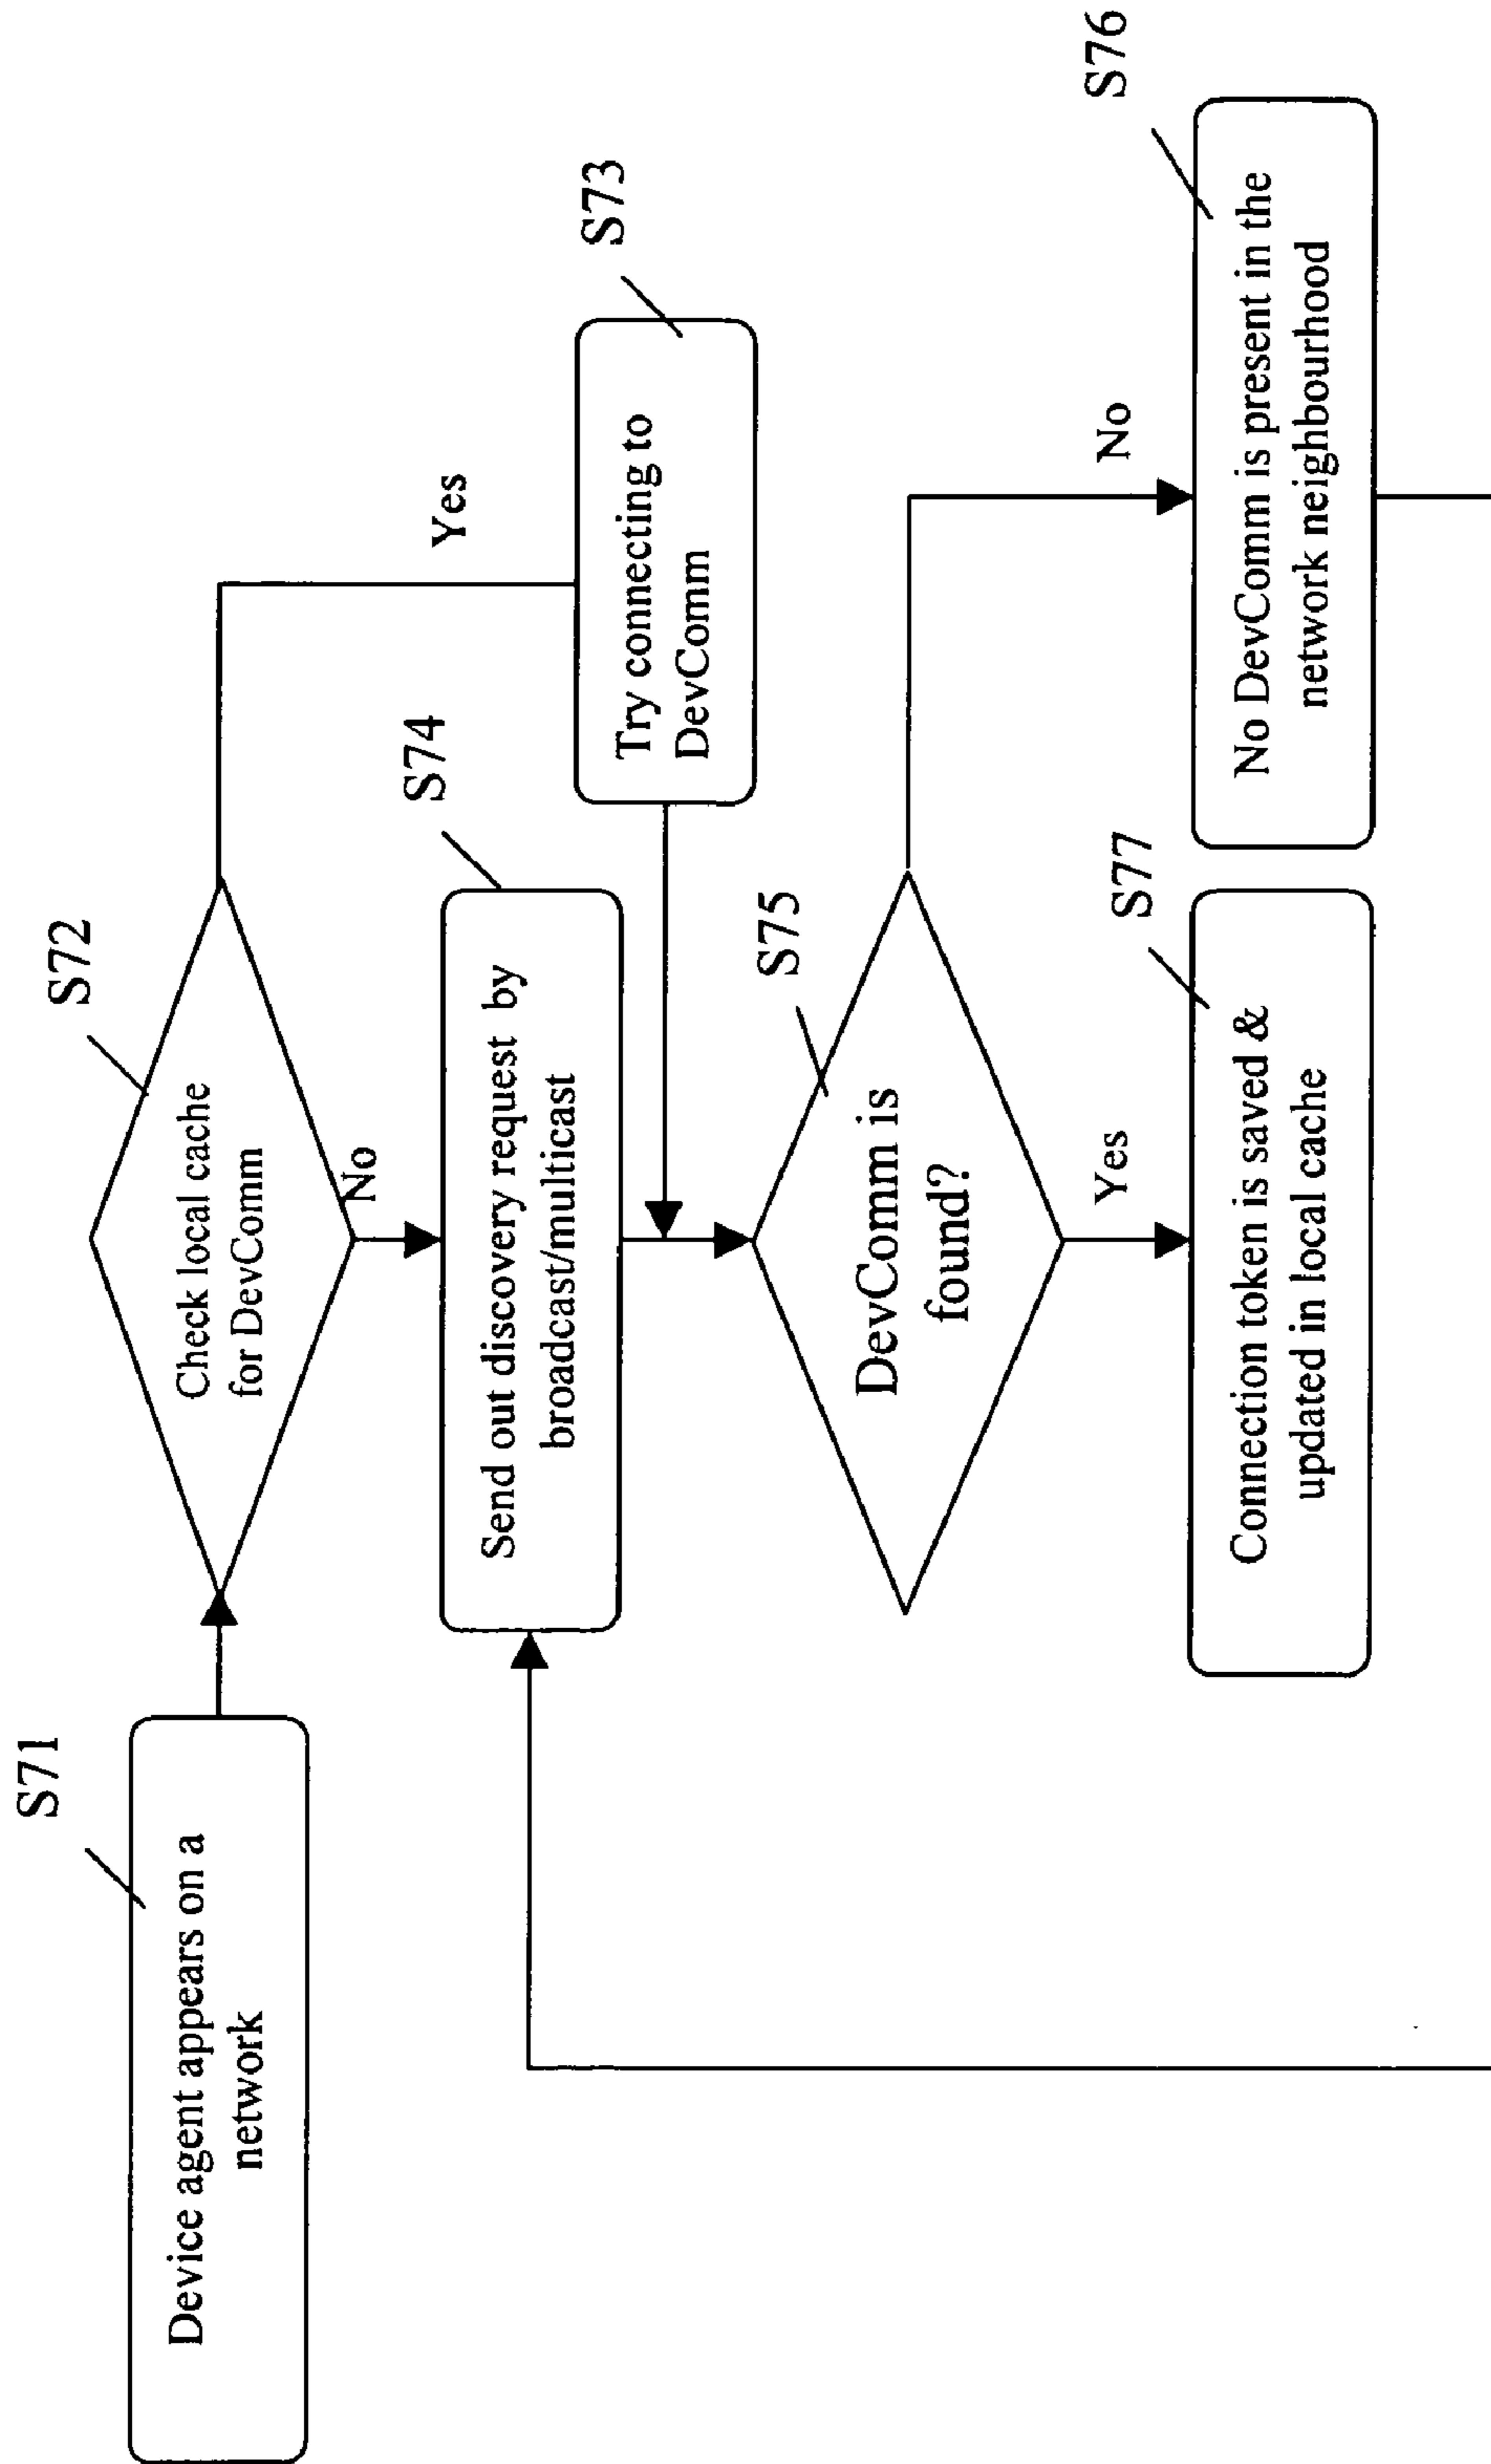 S71
Device agent appears on a
network
S72
Check local cache
for DevComm
Yes
No
S73
Try connecting to
DevComm
S74
Send out discovery request by
broadcast/multicast
S75
DevComm is
found?
No
Yes
S76
No DevComm is present in the
network neighbourhood
S77
Connection token is saved &
updated in local cache